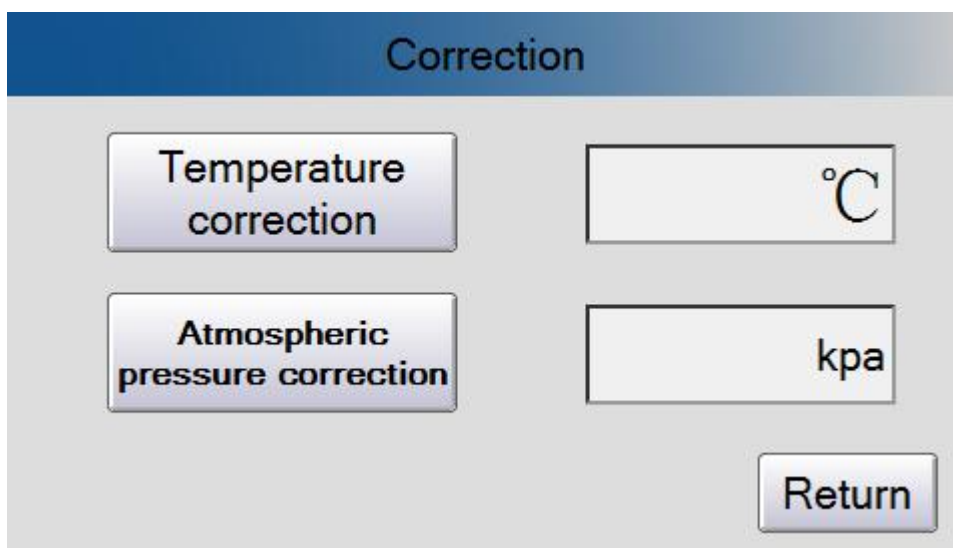 Correction
Temperature
correction
℃
Atmospheric
pressure correction
kpa
Return